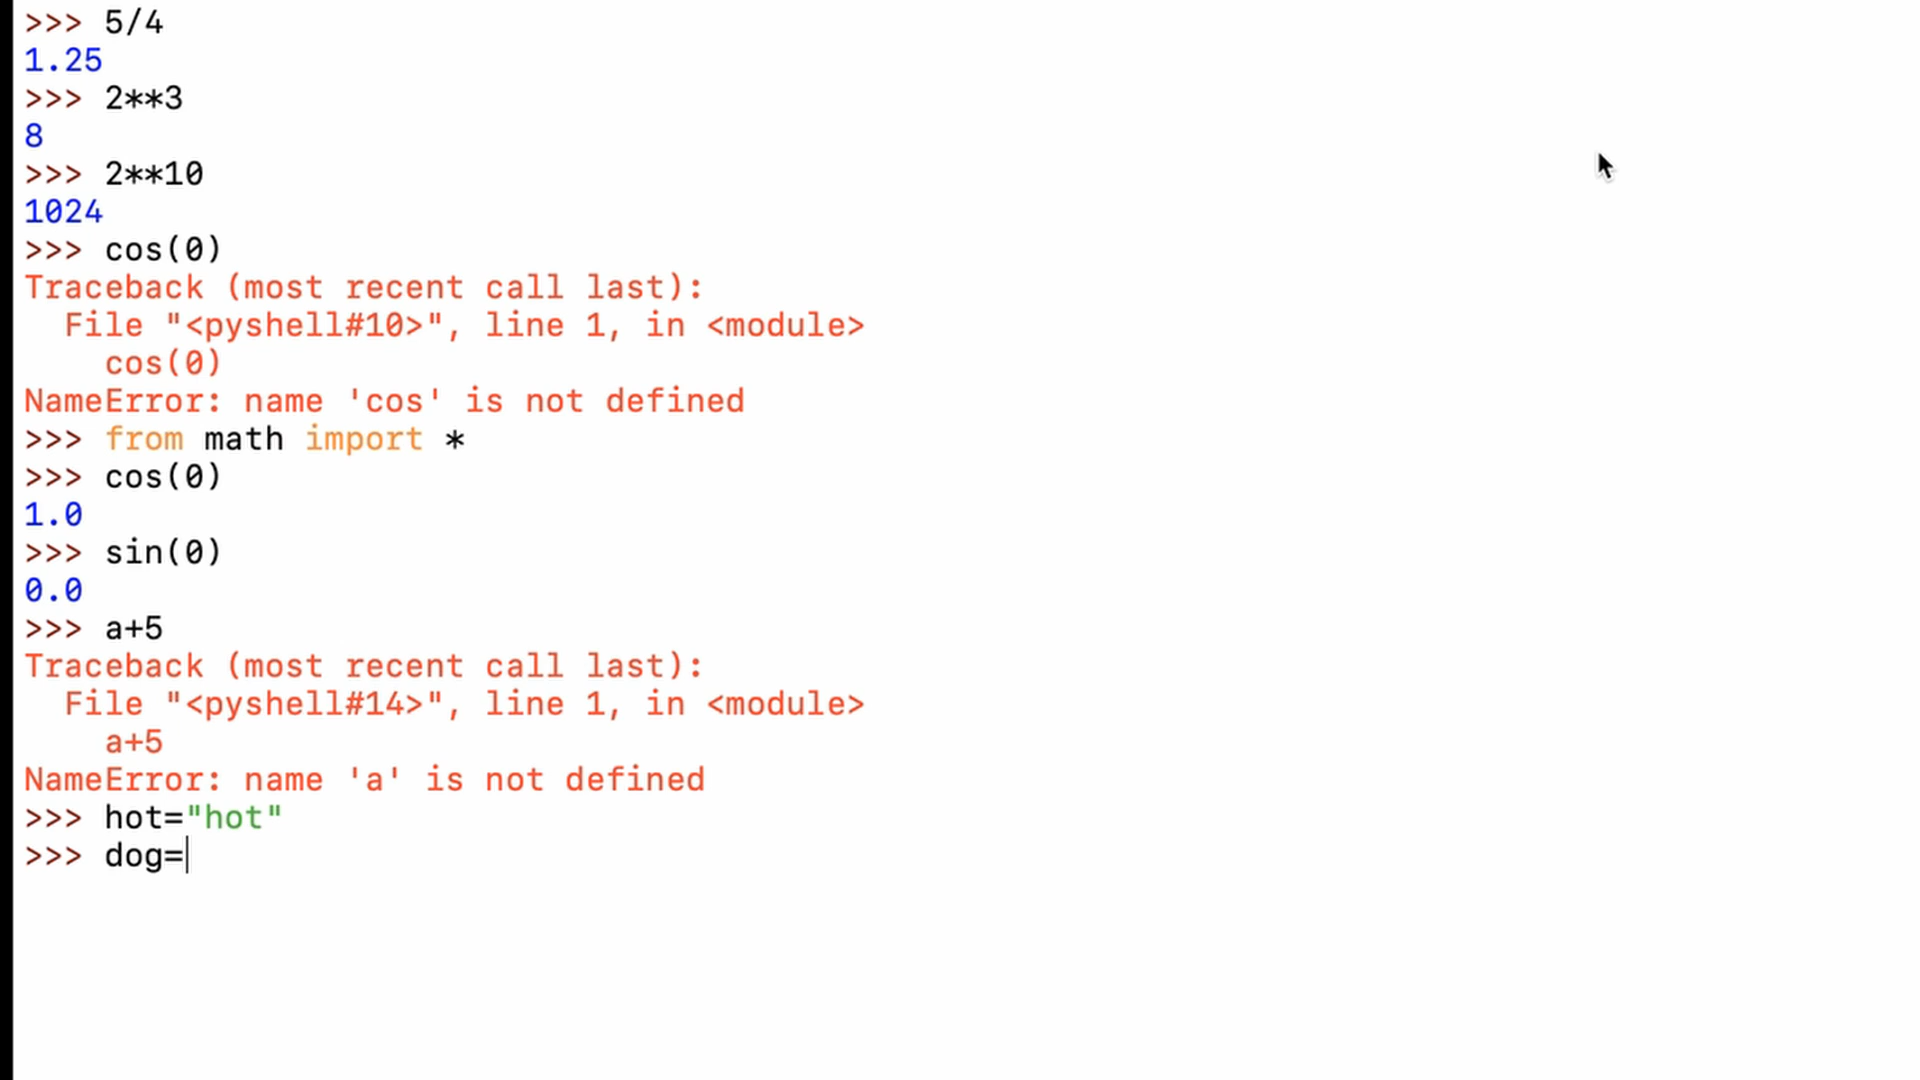 >>> 5/4
1.25
>>> 2**3
8
>>> 2**10
1024
>>> cos(0)
Traceback (most recent call last):
  File "<pyshell#10>", line 1, in <module>
    cos(0)
NameError: name 'cos' is not defined
>>> from math import *
>>> cos(0)
1.0
>>> sin(0)
0.0
>>> a+5
Traceback (most recent call last):
  File "<pyshell#14>", line 1, in <module>
    a+5
NameError: name 'a' is not defined
>>> hot="hot"
>>> dog=